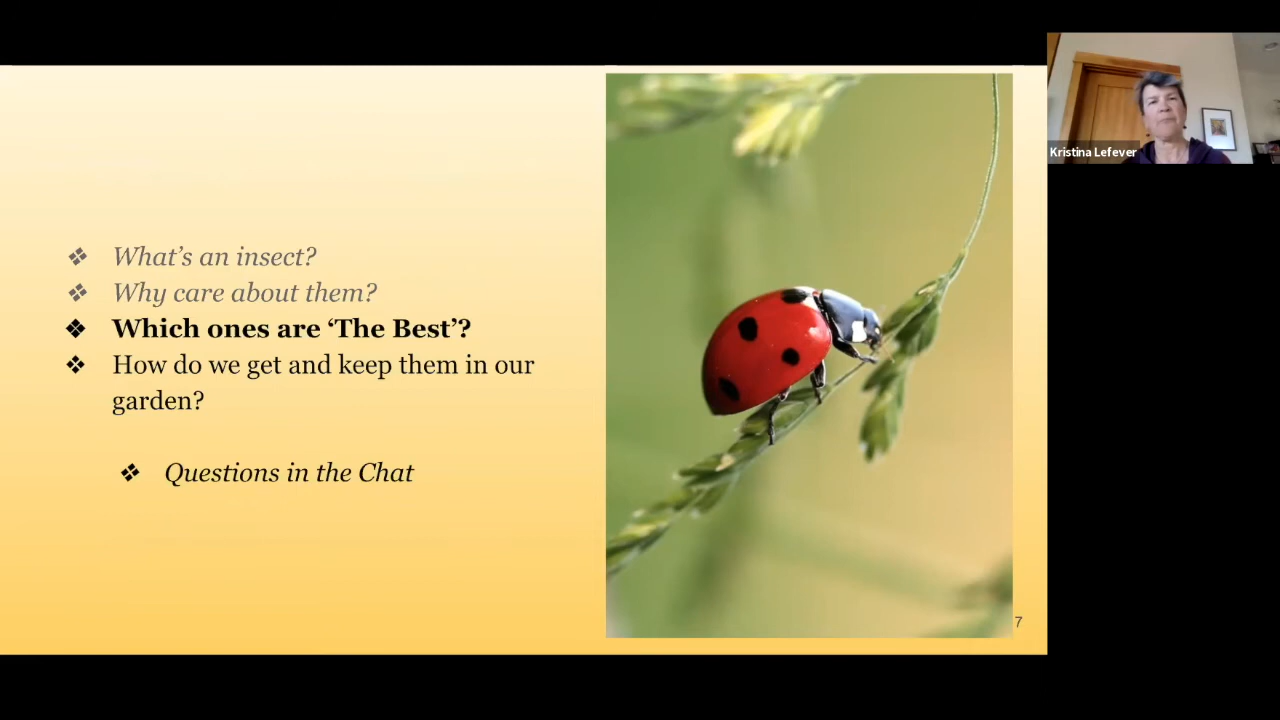 ❖ What’s an insect?
❖ Why care about them?
❖ Which ones are ‘The Best’?
❖ How do we get and keep them in our
garden?
❖ Questions in the Chat
7
Kristina Lefever